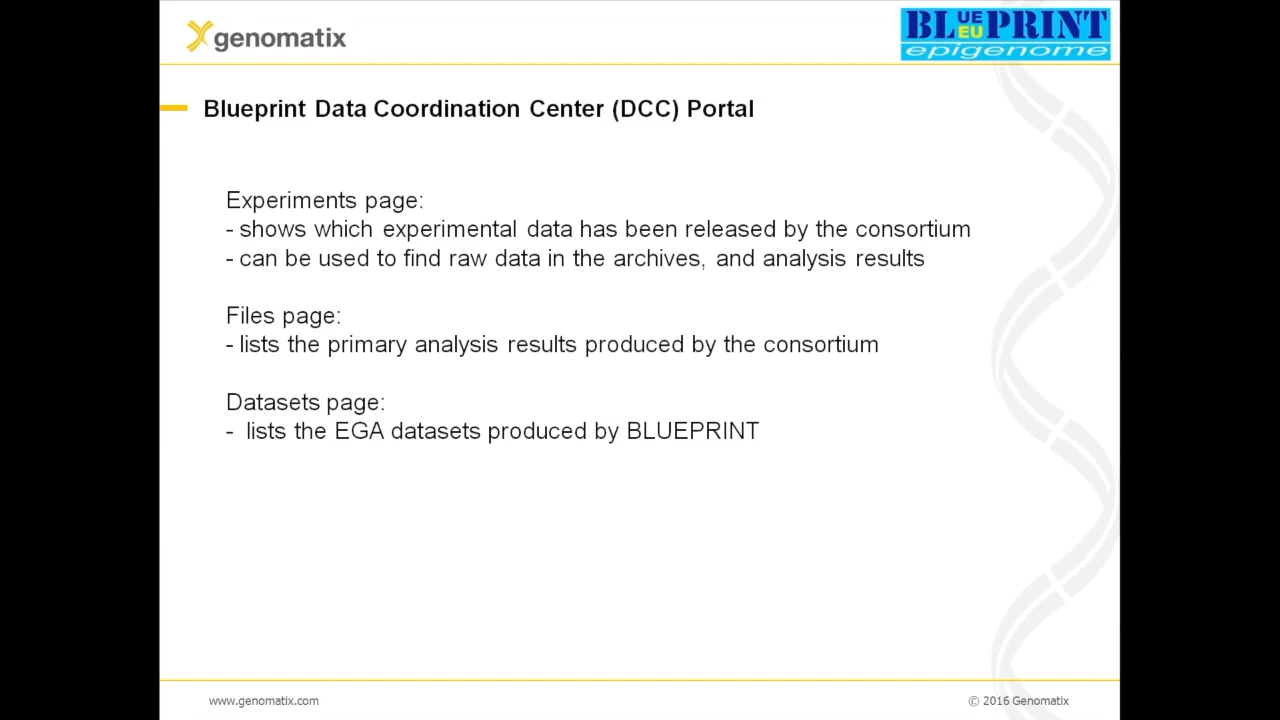 genomatix
BLUEPRINT
EU
epigenome
Blueprint Data Coordination Center (DCC) Portal
Experiments page:
- shows which experimental data has been released by the consortium
- can be used to find raw data in the archives, and analysis results
Files page:
- lists the primary analysis results produced by the consortium
Datasets page:
- lists the EGA datasets produced by BLUEPRINT
www.genomatix.com
© 2016 Genomatix